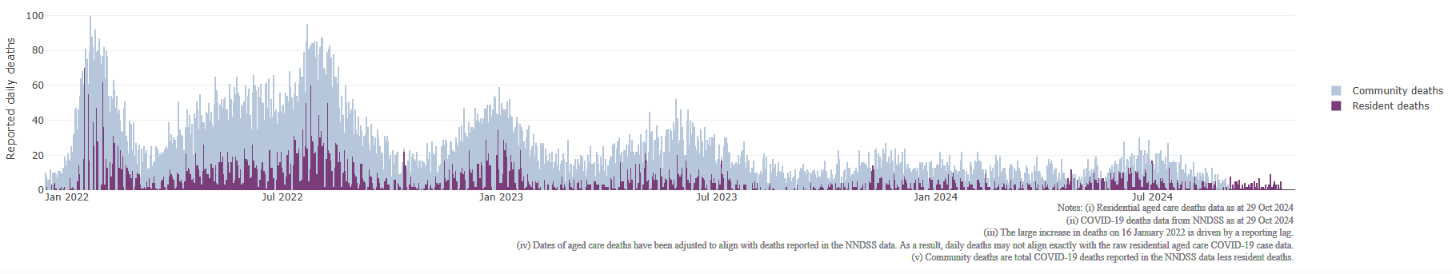 100
80
60
40
20
0
Reported daily deaths
Jan 2022
Jul 2022
Jan 2023
Jul 2023
Jan 2024
Jul 2024
Community deaths
Resident deaths
Notes: (i) Residential aged care deaths data as at 29 Oct 2024
(ii) COVID-19 deaths data from NNDSS as at 29 Oct 2024
(iii) The large increase in deaths on 16 January 2022 is driven by a reporting lag.
(iv) Dates of aged care deaths have been adjusted to align with deaths reported in the NNDSS data. As a result, daily deaths may not align exactly with the raw residential aged care COVID-19 case data.
(v) Community deaths are total COVID-19 deaths reported in the NNDSS data less resident deaths.